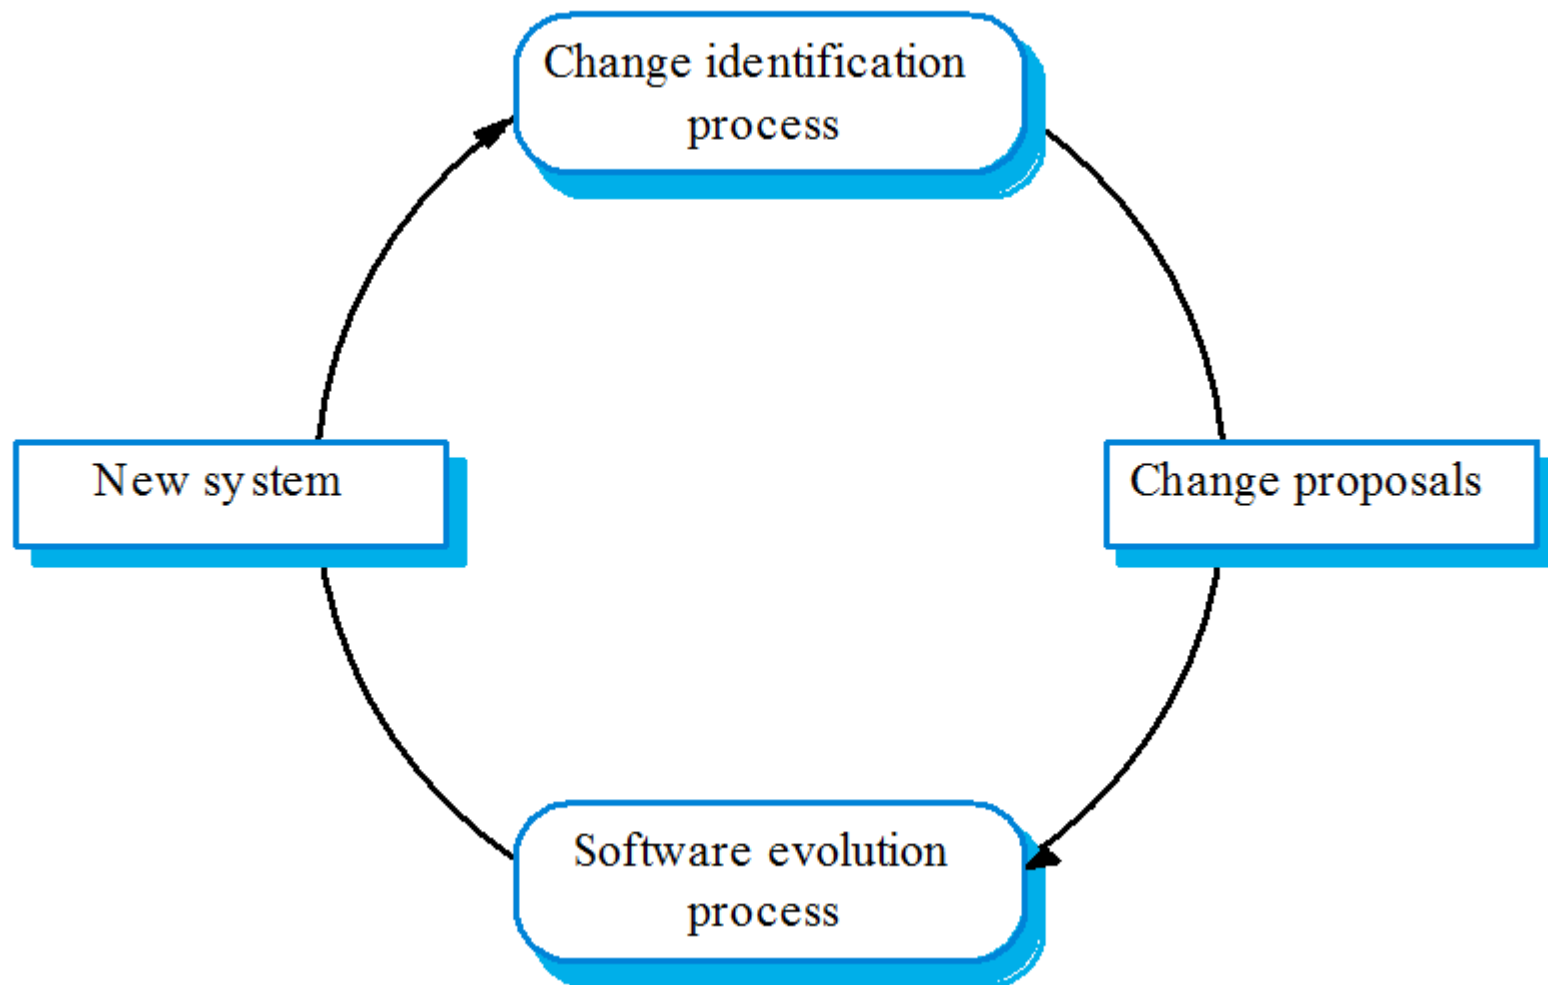 Change identification
process
New system
Change proposals
Software evolution
process